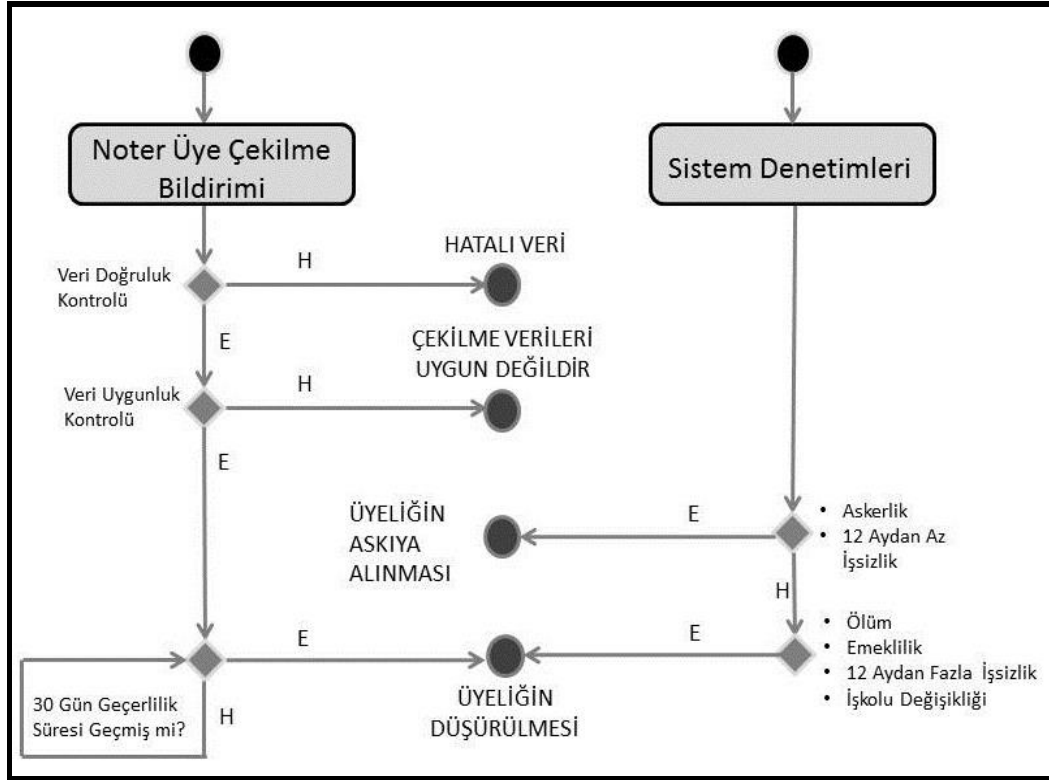 Noter Üye Çekilme
Bildirimi
Sistem Denetimleri
Veri Doğruluk
Kontrolü
H
HATALI VERİ
E
ÇEKİLME VERİLERİ
UYGUN DEĞİLDİR
Veri Uygunluk
Kontrolü
H
E
ÜYELİĞİN
ASKIYA
ALINMASI
E
• Askerlik
• 12 Aydan Az
İşsizlik
H
E
E
• Ölüm
• Emeklilik
• 12 Aydan Fazla İşsizlik
• İşkolu Değişikliği
30 Gün Geçerlilik
Süresi Geçmiş mi?
H
ÜYELİĞİN
DÜŞÜRÜLMESİ